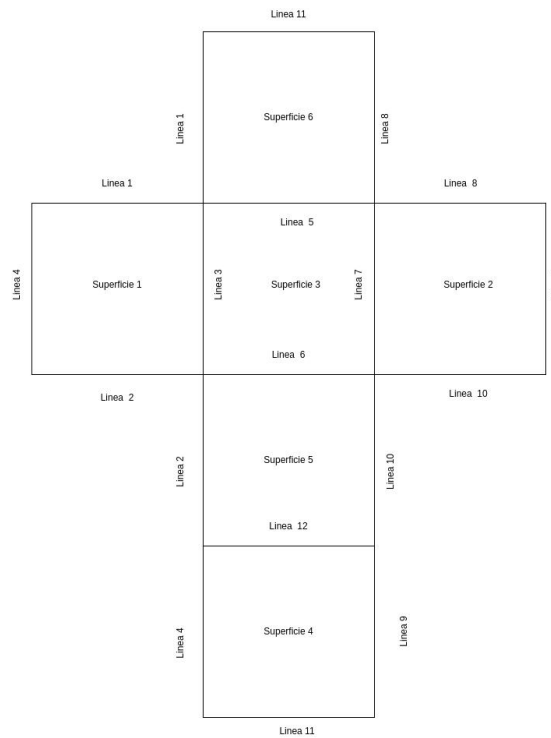 Linea 11
Linea 1
Superficie 6
Linea 8
Linea 1
Linea 8
Linea 5
Linea 4
Superficie 1
Linea 3
Superficie 3
Linea 7
Superficie 2
Linea 6
Linea 2
Linea 10
Linea 2
Superficie 5
Linea 10
Linea 12
Linea 4
Superficie 4
Linea 9
Linea 11